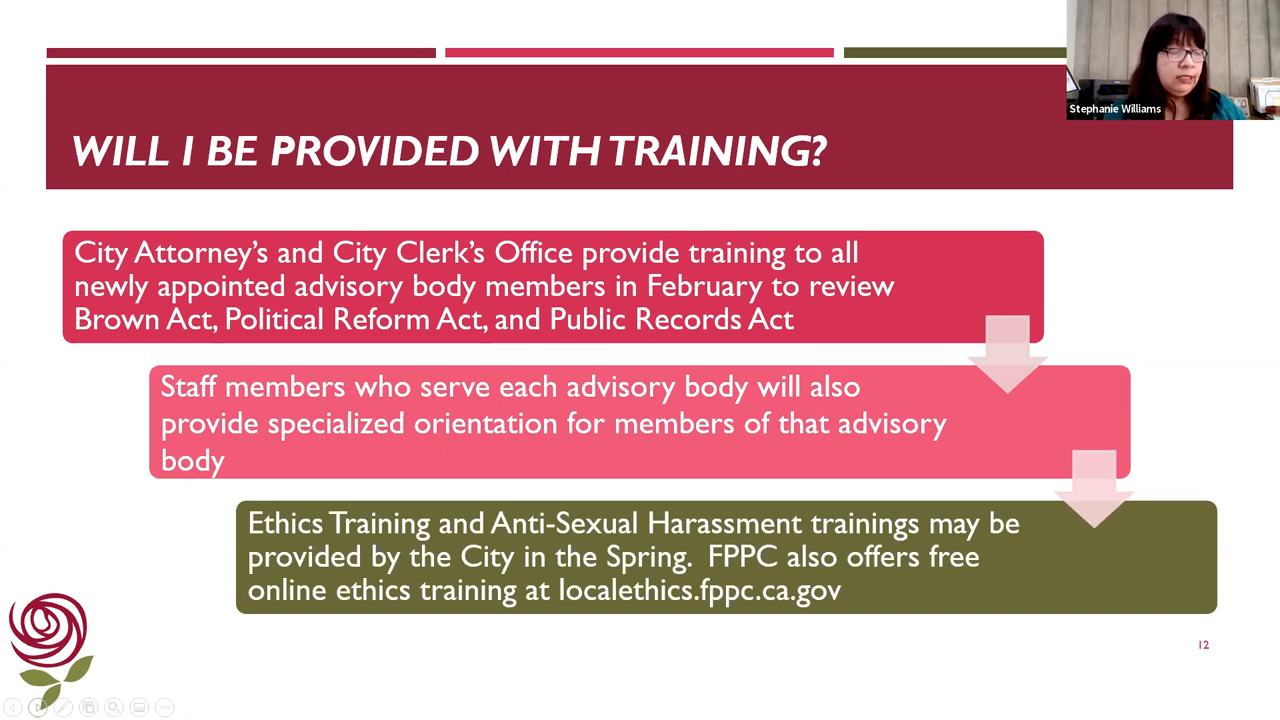 Stephanie Williams
WILL I BE PROVIDED WITH TRAINING?
City Attorney’s and City Clerk’s Office provide training to all
newly appointed advisory body members in February to review
Brown Act, Political Reform Act, and Public Records Act
Staff members who serve each advisory body will also
provide specialized orientation for members of that advisory
body
Ethics Training and Anti-Sexual Harassment trainings may be
provided by the City in the Spring.  FPPC also offers free
online ethics training at localethics.fppc.ca.gov
12